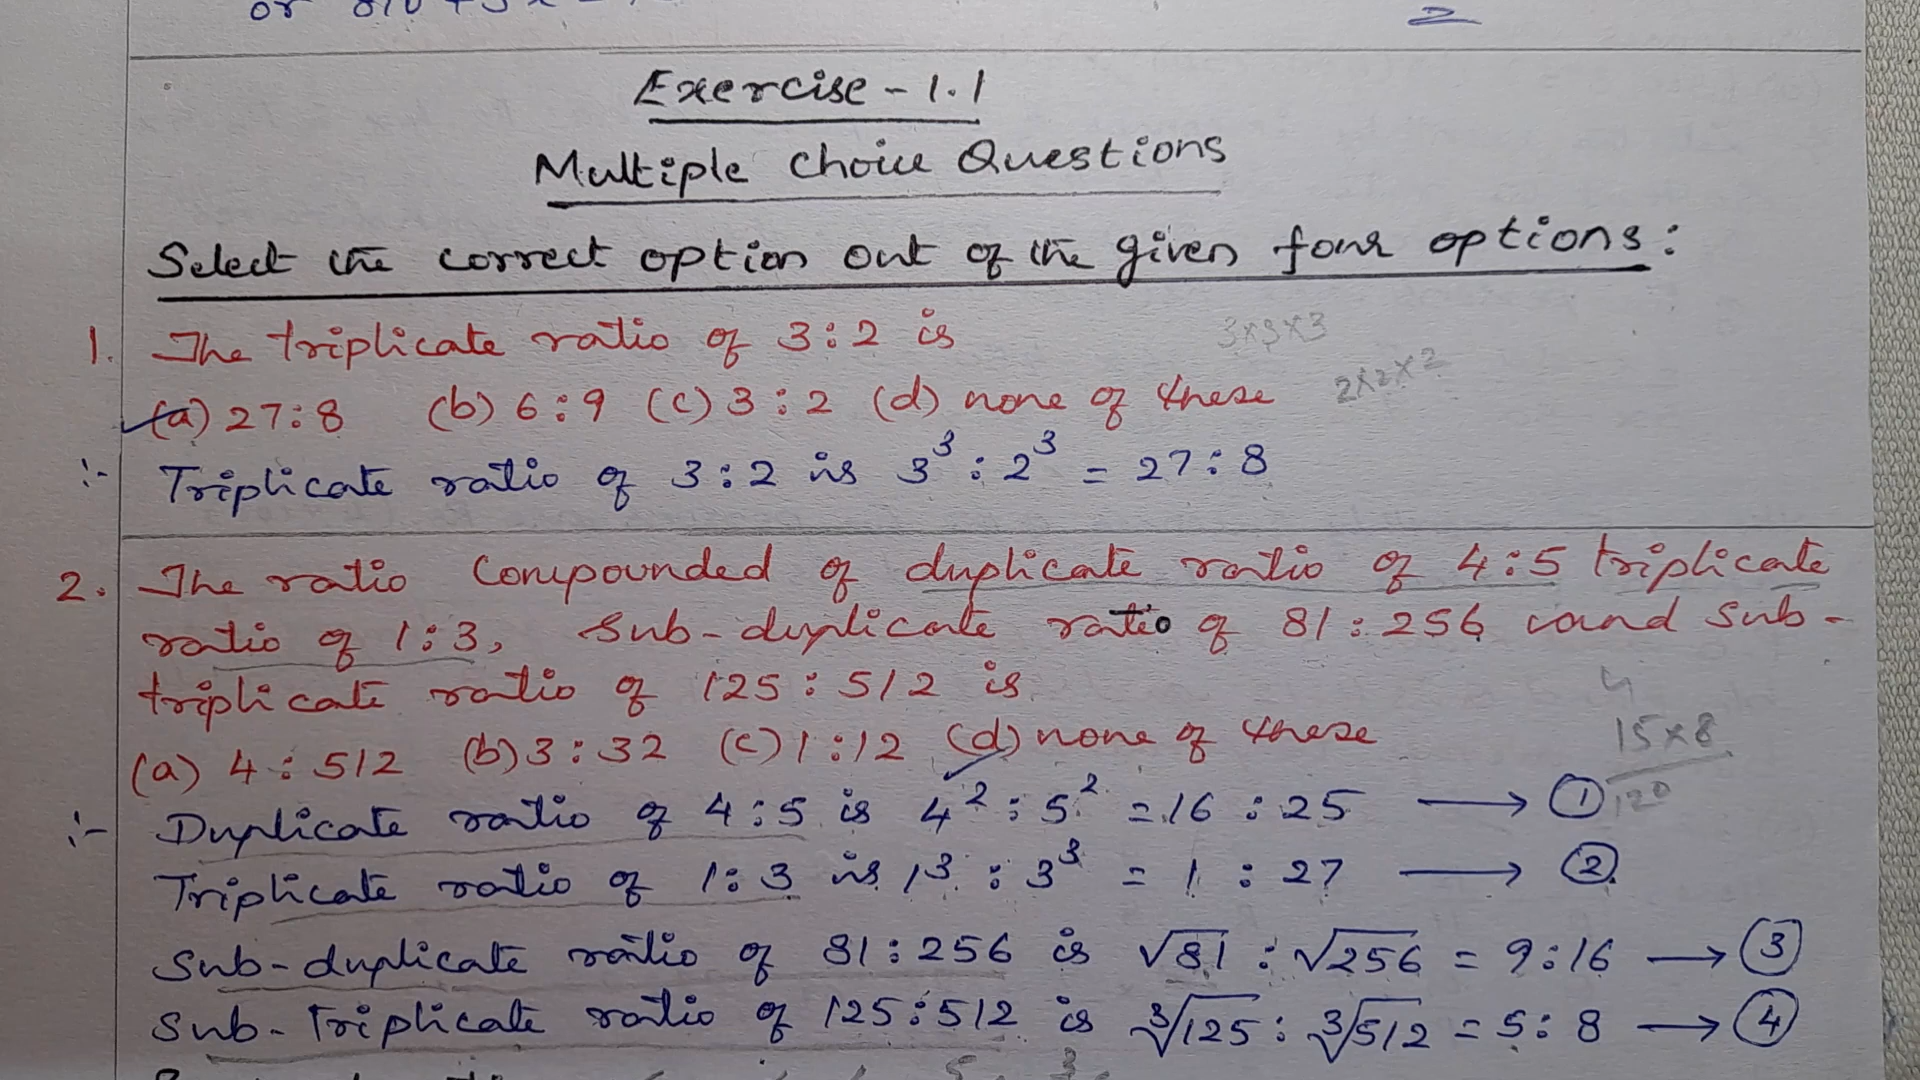 Exercise - 1.1
Multiple Choice Questions
Select the correct option out of the given four options:
1. The triplicate ratio of 3:2 is
3×3×3
2×2×2
(a) 27:8 (b) 6:9 (c) 3:2 (d) none of these
:- Triplicate ratio of 3:2 is 3³ : 2³ = 27:8
2. The ratio compounded of duplicate ratio of 4:5 triplicate
ratio of 1:3, Sub-duplicate ratio of 81:256 and Sub-
triplicate ratio of 125:512 is
(a) 4:512 (b) 3:32 (c) 1:12 (d) none of these
15×8
120
:- Duplicate ratio of 4:5 is 4² : 5² = 16 : 25 → ①
Triplicate ratio of 1:3 is 1³ : 3³ = 1 : 27 → ②
Sub-duplicate ratio of 81:256 is √81 : √256 = 9:16 → ③
Sub-Triplicate ratio of 125:512 is ∛125 : ∛512 = 5:8 → ④